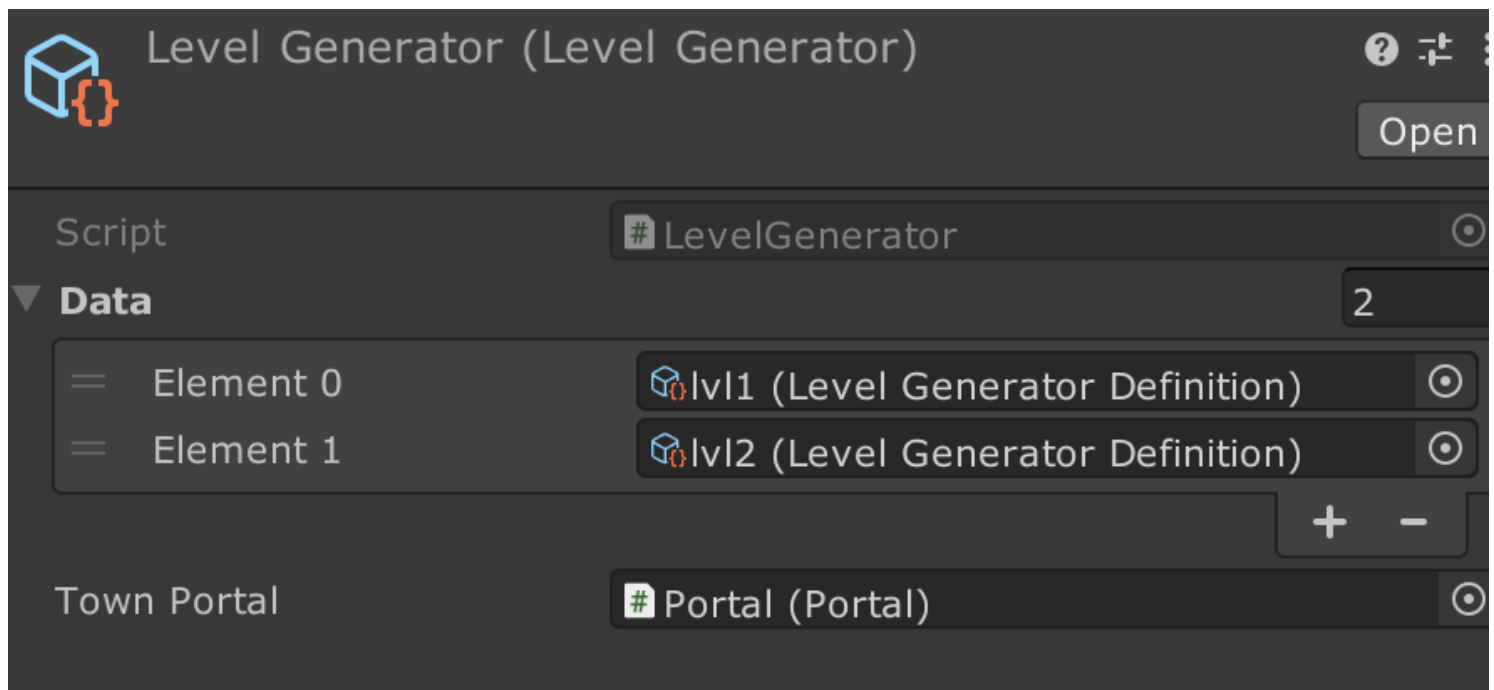 Level Generator (Level Generator)
Open
Script # LevelGenerator
Data 2
Element 0 lvl1 (Level Generator Definition)
Element 1 lvl2 (Level Generator Definition)
Town Portal # Portal (Portal)